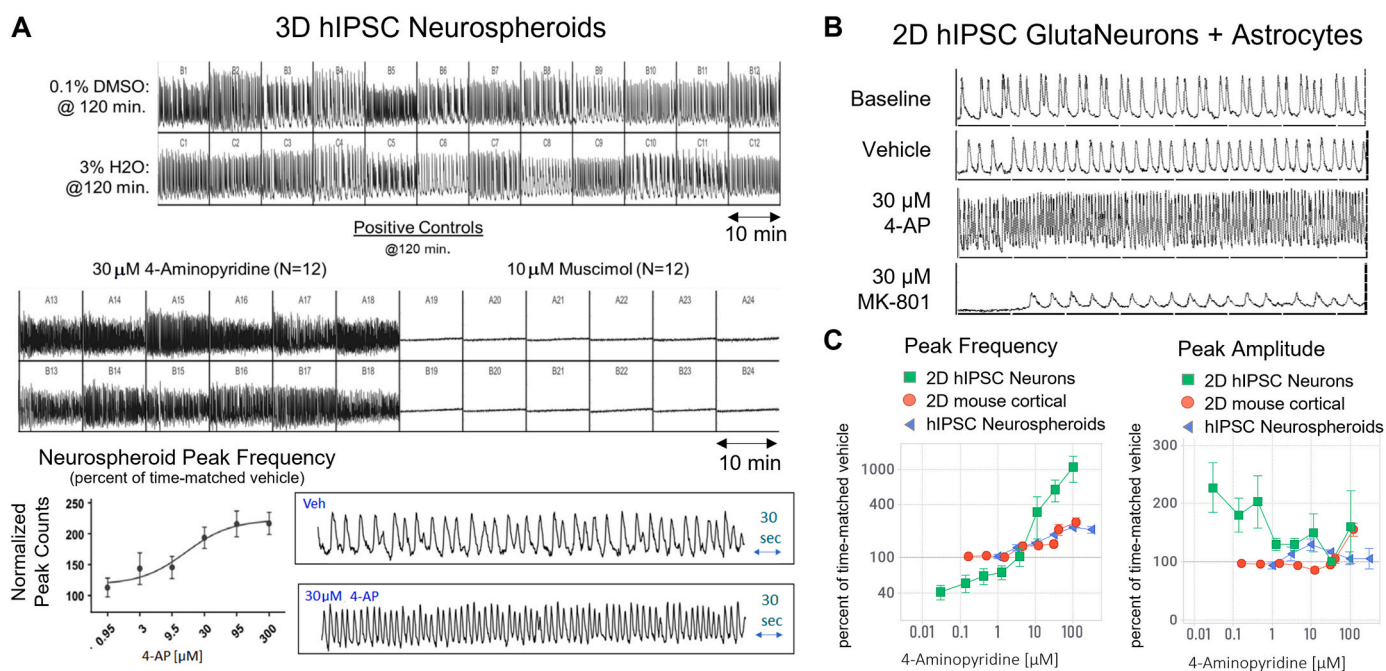 A
3D hIPSC Neurospheroids
0.1% DMSO:
@ 120 min.
B1 B2 B3 B4 B5 B6 B7 B8 B9 B10 B11 B12
3% H2O:
@120 min.
C1 C2 C3 C4 C5 C6 C7 C8 C9 C10 C11 C12
10 min
Positive Controls
@120 min.
30 µM 4-Aminopyridine (N=12)
10 µM Muscimol (N=12)
A13 A14 A15 A16 A17 A18 A19 A20 A21 A22 A23 A24
B13 B14 B15 B16 B17 B18 B19 B20 B21 B22 B23 B24
10 min
Neurospheroid Peak Frequency
(percent of time-matched vehicle)
Normalized
Peak Counts
250
200
150
100
0.95 3 9.5 30 95 300
4-AP [µM]
Veh
30
sec
30µM 4-AP
30
sec
B
2D hIPSC GlutaNeurons + Astrocytes
Baseline
Vehicle
30 µM
4-AP
30 µM
MK-801
C
Peak Frequency
2D hIPSC Neurons
2D mouse cortical
hIPSC Neurospheroids
percent of time-matched vehicle
1000
400
100
40
0.01 0.1 1 10 100
4-Aminopyridine [µM]
Peak Amplitude
2D hIPSC Neurons
2D mouse cortical
hIPSC Neurospheroids
percent of time-matched vehicle
300
200
100
0
0.01 0.1 1 10 100
4-Aminopyridine [µM]